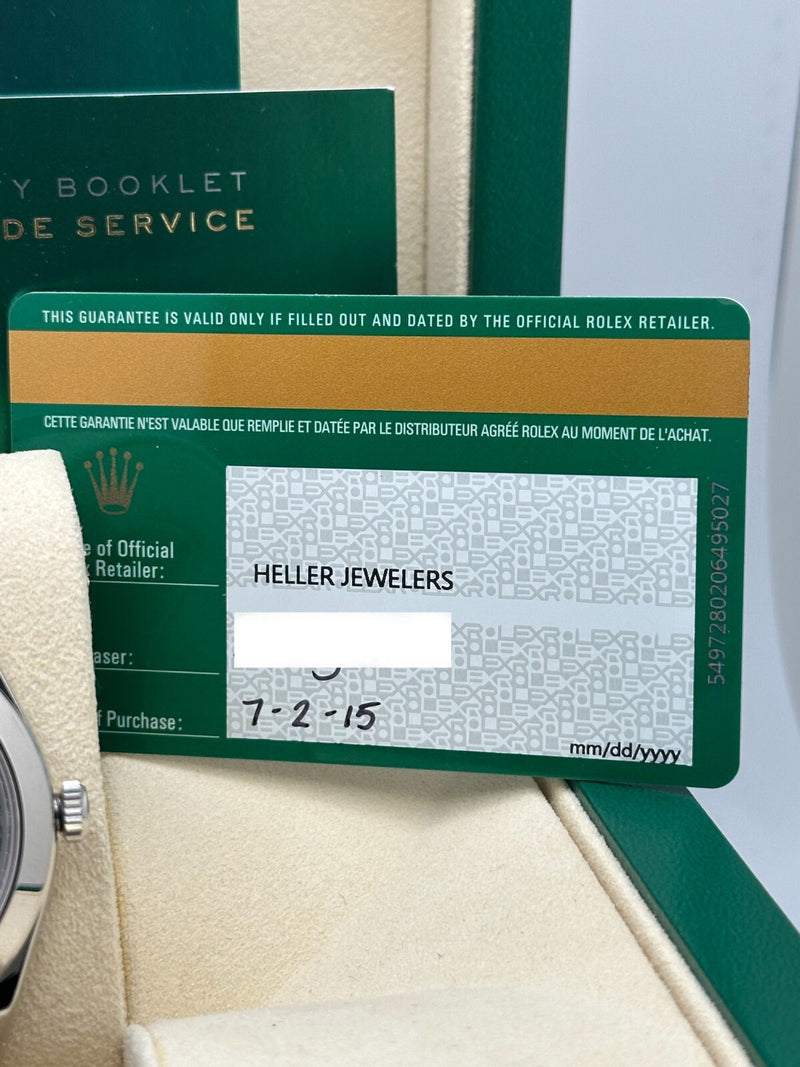 Y BOOKLET
DE SERVICE
THIS GUARANTEE IS VALID ONLY IF FILLED OUT AND DATED BY THE OFFICIAL ROLEX RETAILER.
CETTE GARANTIE N'EST VALABLE QUE REMPLIE ET DATÉE PAR LE DISTRIBUTEUR AGRÉÉ ROLEX AU MOMENT DE L'ACHAT.
e of Official
Retailer:
HELLER JEWELERS
aser:
f Purchase:
7-2-15
mm/dd/yyyy
5497280206495027